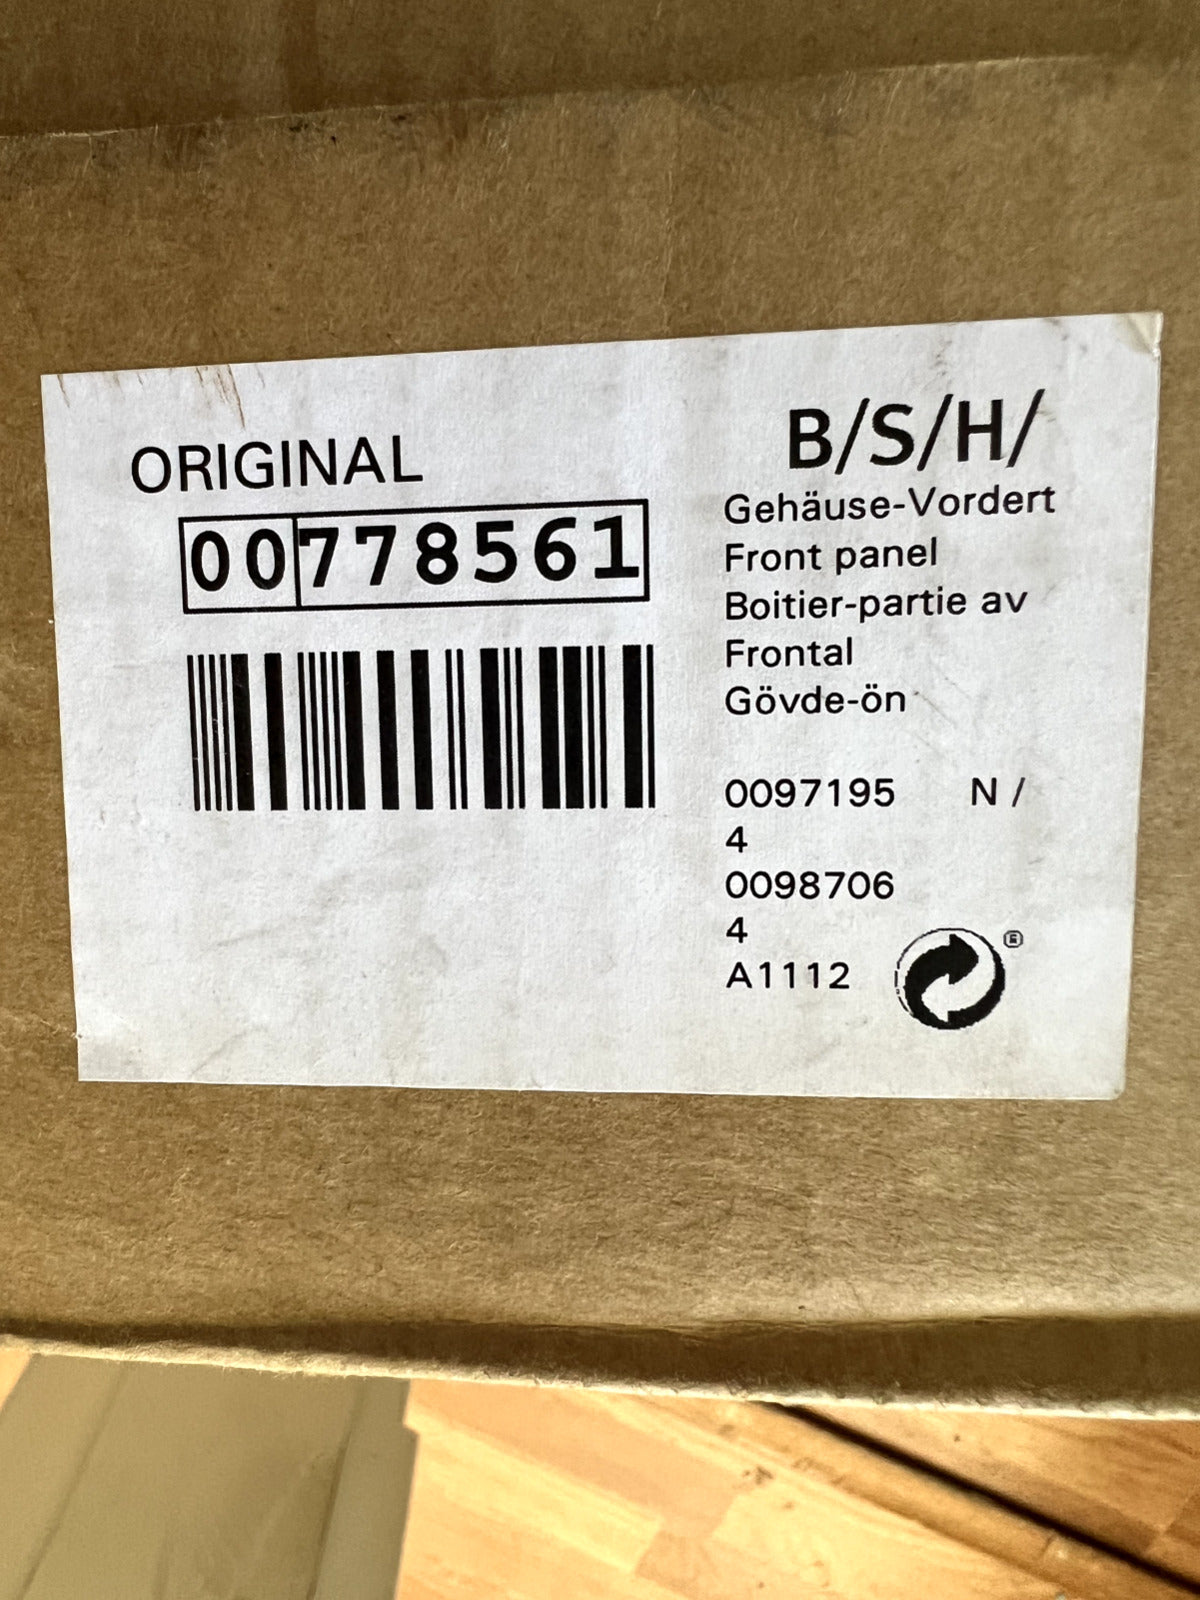 ORIGINAL
00778561
B/S/H/
Gehäuse-Vordert
Front panel
Boitier-partie av
Frontal
Gövde-ön
0097195 N /
4
0098706
4
A1112